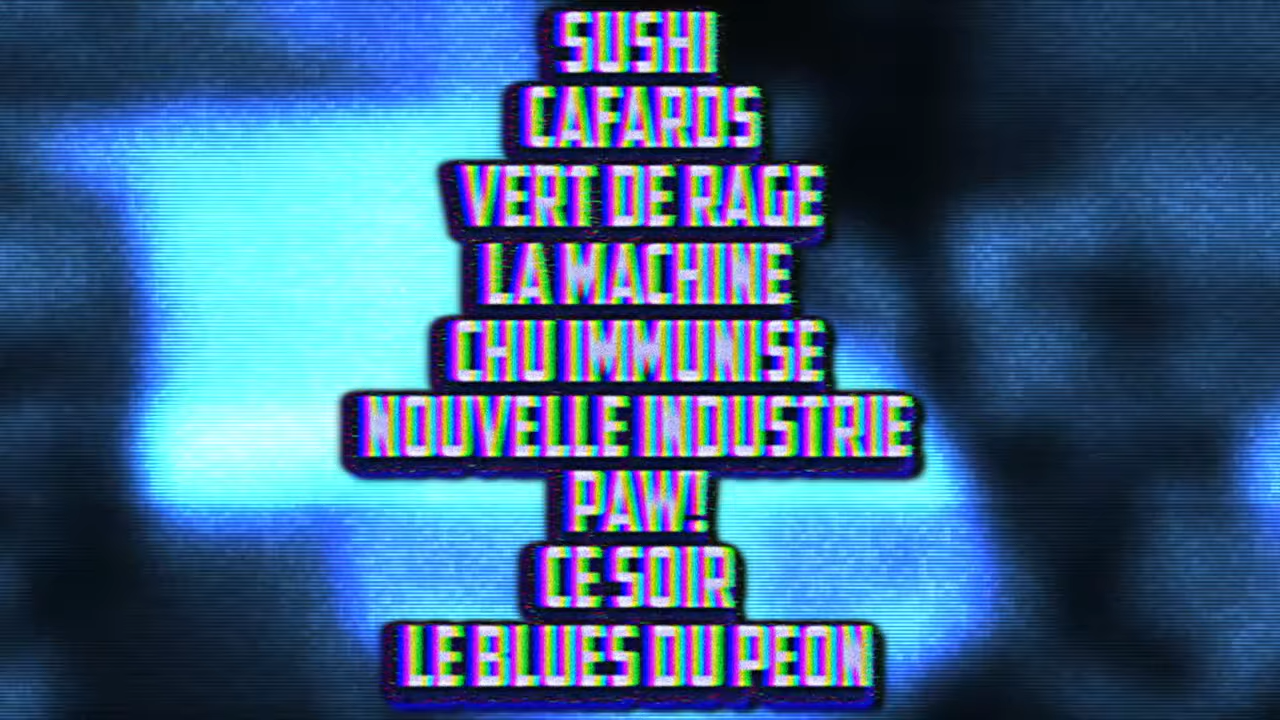 SUSHI
CAFARDS
VERT DE RAGE
LA MACHINE
CHU IMMUNISE
NOUVELLE INDUSTRIE
PAW!
CE SOIR
LE BLUES DU PEON